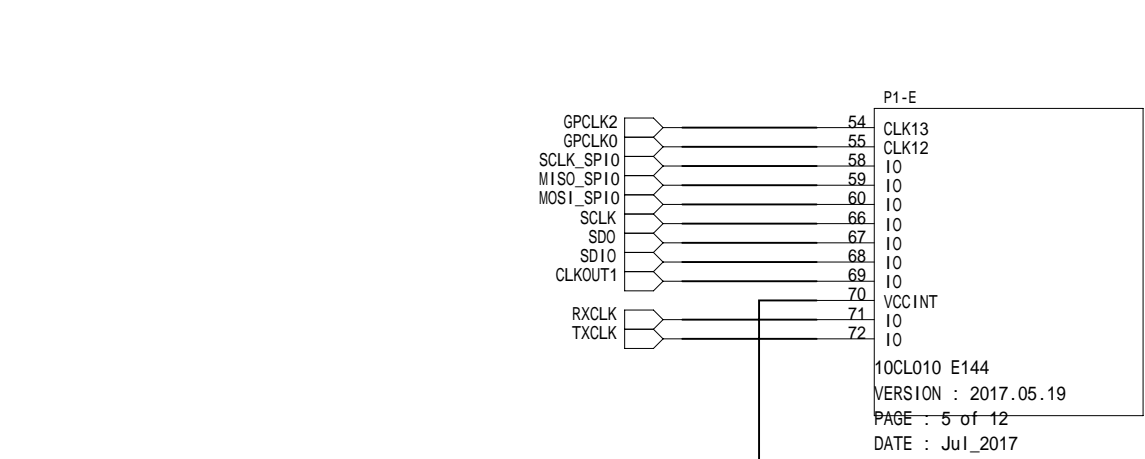 P1-E
GPCLK2 54 CLK13
GPCLK0 55 CLK12
SCLK_SPI0 58 IO
MISO_SPI0 59 IO
MOSI_SPI0 60 IO
SCLK 66 IO
SDO 67 IO
SDIO 68 IO
CLKOUT1 69 IO
70 VCCINT
RXCLK 71 IO
TXCLK 72 IO
10CL010 E144
VERSION : 2017.05.19
PAGE : 5 of 12
DATE : Jul_2017